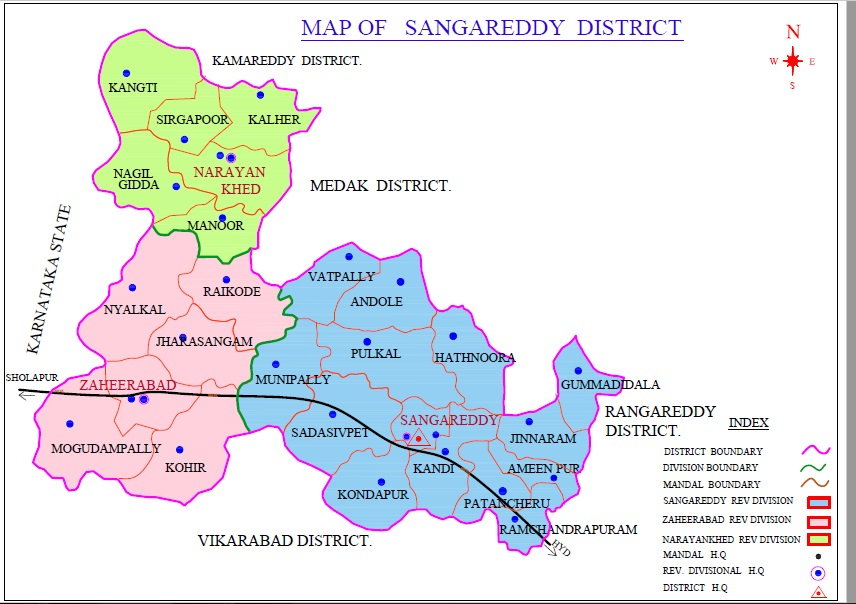 MAP OF SANGAREDDY DISTRICT
N
W E
S
KAMAREDDY DISTRICT.
KANGTI
SIRGAPOOR
KALHER
NAGIL
GIDDA
NARAYAN
KHED
MEDAK DISTRICT.
MANOOR
KARNATAKA STATE
NYALKAL
RAIKODE
JHARASANGAM
VATPALLY
ANDOLE
PULKAL
HATHNOORA
MUNIPALLY
SHOLAPUR
ZAHEERABAD
GUMMADIDALA
MOGUDAMPALLY
KOHIR
SADASIVPET
SANGAREDDY
KANDI
JINNARAM
RANGAREDDY
DISTRICT.
AMEEN PUR
KONDAPUR
PATANCHERU
RAMCHANDRAPURAM
HYD
VIKARABAD DISTRICT.
INDEX
DISTRICT BOUNDARY
DIVISION BOUNDARY
MANDAL BOUNDARY
SANGAREDDY REV DIVISION
ZAHEERABAD REV DIVISION
NARAYANKHED REV DIVISION
MANDAL H.Q
REV. DIVISIONAL H.Q
DISTRICT H.Q